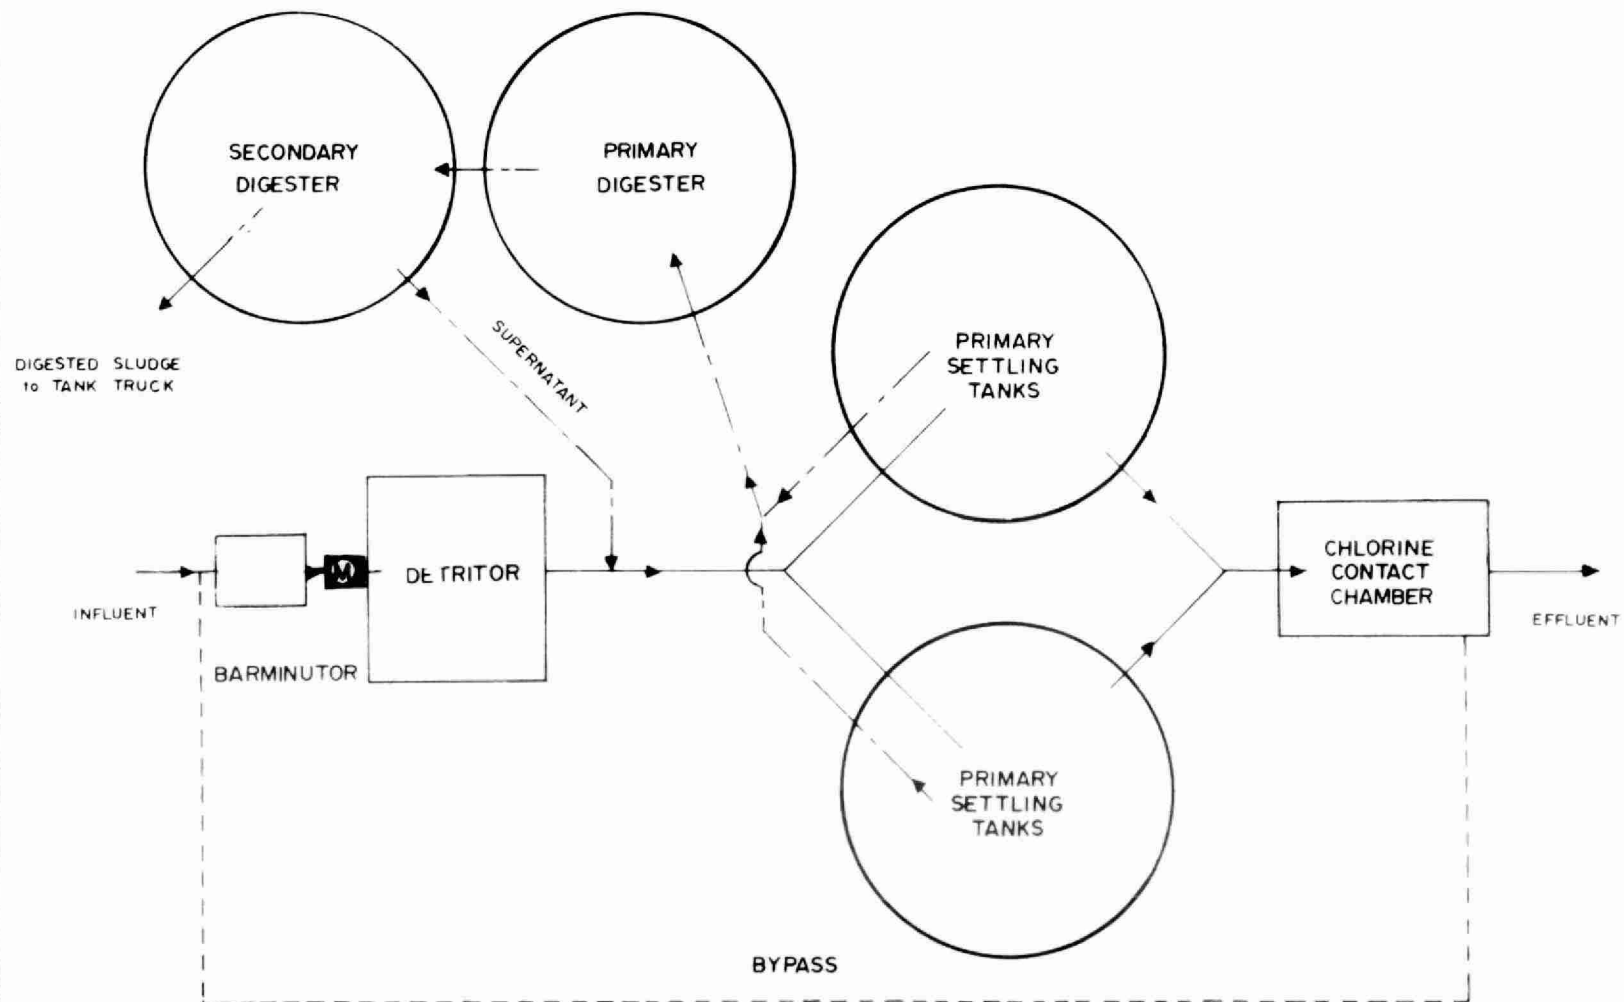 SECONDARY
DIGESTER
PRIMARY
DIGESTER
SUPERNATANT
DIGESTED SLUDGE
to TANK TRUCK
PRIMARY
SETTLING
TANKS
INFLUENT
M
DETRITOR
BARMINUTOR
CHLORINE
CONTACT
CHAMBER
EFFLUENT
PRIMARY
SETTLING
TANKS
BYPASS